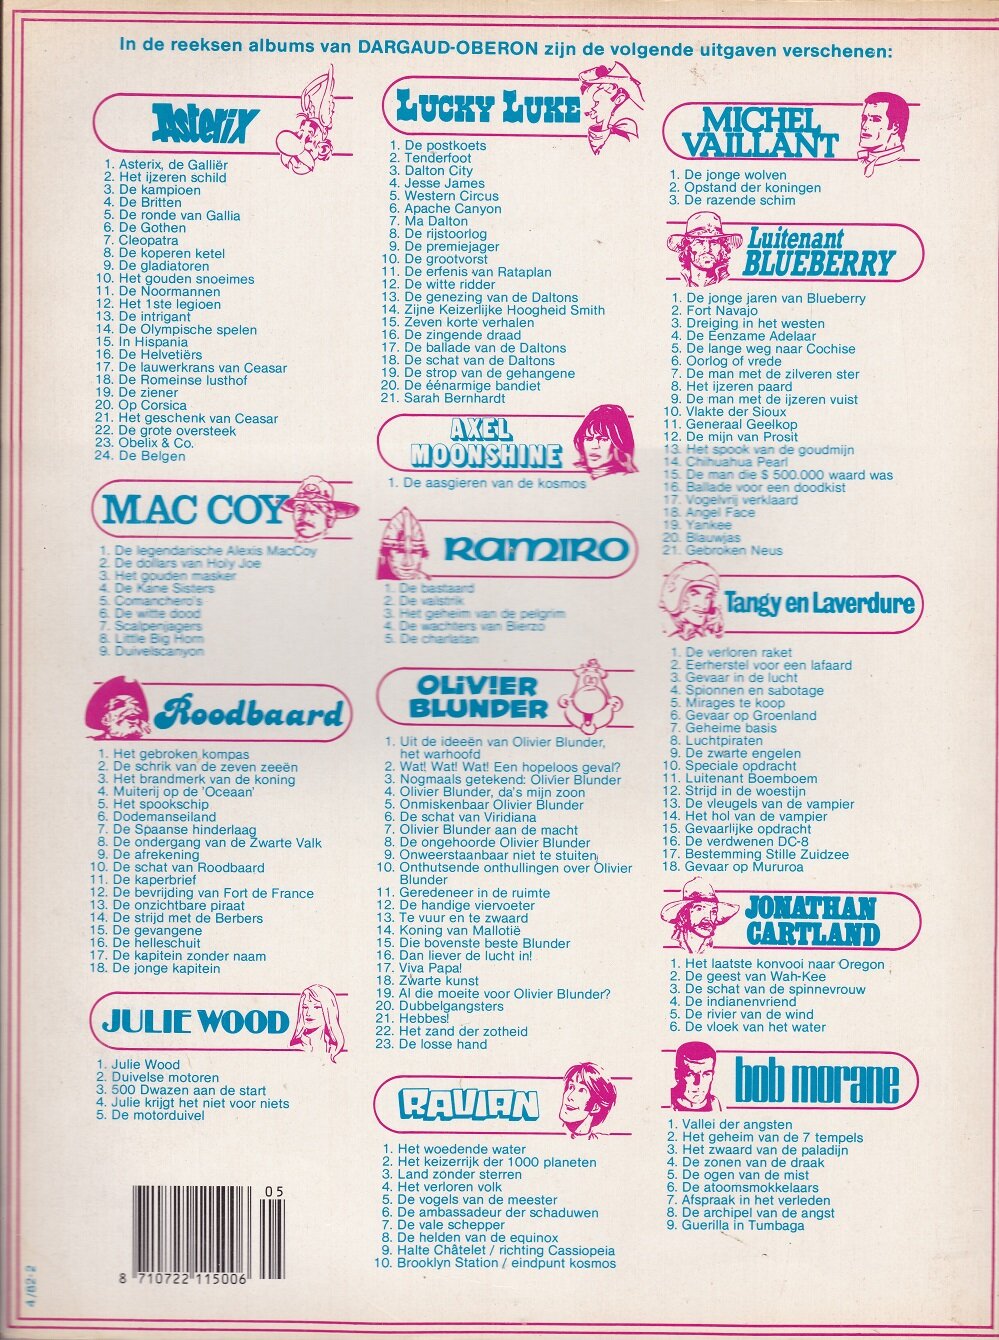 In de reeksen albums van DARGAUD-OBERON zijn de volgende uitgaven verschenen:
Asterix
1. Asterix, de Galliër
2. Het ijzeren schild
3. De kampioen
4. De Britten
5. De ronde van Gallia
6. De Gothen
7. Cleopatra
8. De koperen ketel
9. De gladiatoren
10. Het gouden snoeimes
11. De Noormannen
12. Het 1ste legioen
13. De intrigant
14. De Olympische spelen
15. In Hispania
16. De Helvetiërs
17. De lauwerkrans van Ceasar
18. De Romeinse lusthof
19. De ziener
20. Op Corsica
21. Het geschenk van Ceasar
22. De grote oversteek
23. Obelix & Co.
24. De Belgen
MAC COY
1. De legendarische Alexis MacCoy
2. De dollars van Holy Joe
3. Het gouden masker
4. De Kane Sisters
5. Comanchero's
6. De witte dood
7. Scalpenjagers
8. Little Big Horn
9. Duivelscanyon
Roodbaard
1. Het gebroken kompas
2. De schrik van de zeven zeeën
3. Het brandmerk van de koning
4. Muiterij op de 'Oceaan'
5. Het spookschip
6. Dodemanseiland
7. De Spaanse hinderlaag
8. De ondergang van de Zwarte Valk
9. De afrekening
10. De schat van Roodbaard
11. De kaperbrief
12. De bevrijding van Fort de France
13. De onzichtbare piraat
14. De strijd met de Berbers
15. De gevangene
16. De helleschuit
17. De kapitein zonder naam
18. De jonge kapitein
JULIE WOOD
1. Julie Wood
2. Duivelse motoren
3. 500 Dwazen aan de start
4. Julie krijgt het niet voor niets
5. De motorduivel
05
8 710722 115006
4/82-2
LUCKY LUKE
1. De postkoets
2. Tenderfoot
3. Dalton City
4. Jesse James
5. Western Circus
6. Apache Canyon
7. Ma Dalton
8. De rijstoorlog
9. De premiejager
10. De grootvorst
11. De erfenis van Rataplan
12. De witte ridder
13. De genezing van de Daltons
14. Zijne Keizerlijke Hoogheid Smith
15. Zeven korte verhalen
16. De zingende draad
17. De ballade van de Daltons
18. De schat van de Daltons
19. De strop van de gehangene
20. De éénarmige bandiet
21. Sarah Bernhardt
AXEL
MOONSHINE
1. De aasgieren van de kosmos
RAMIRO
1. De bastaard
2. De valstrik
3. Het geheim van de pelgrim
4. De wachters van Bierzo
5. De charlatan
OLIVIER
BLUNDER
1. Uit de ideeën van Olivier Blunder,
het warhoofd
2. Wat! Wat! Wat! Een hopeloos geval?
3. Nogmaals getekend: Olivier Blunder
4. Olivier Blunder, da's mijn zoon
5. Onmiskenbaar Olivier Blunder
6. De schat van Viridiana
7. Olivier Blunder aan de macht
8. De ongehoorde Olivier Blunder
9. Onweerstaanbaar niet te stuiten
10. Onthutsende onthullingen over Olivier
Blunder
11. Geredeneer in de ruimte
12. De handige viervoeter
13. Te vuur en te zwaard
14. Koning van Mallotië
15. Die bovenste beste Blunder
16. Dan liever de lucht in!
17. Viva Papa!
18. Zwarte kunst
19. Al die moeite voor Olivier Blunder?
20. Dubbelgangsters
21. Hebbes!
22. Het zand der zotheid
23. De losse hand
RAVIAN
1. Het woedende water
2. Het keizerrijk der 1000 planeten
3. Land zonder sterren
4. Het verloren volk
5. De vogels van de meester
6. De ambassadeur der schaduwen
7. De vale schepper
8. De helden van de equinox
9. Halte Châtelet / richting Cassiopeia
10. Brooklyn Station / eindpunt kosmos
MICHEL
VAILLANT
1. De jonge wolven
2. Opstand der koningen
3. De razende schim
Luitenant
BLUEBERRY
1. De jonge jaren van Blueberry
2. Fort Navajo
3. Dreiging in het westen
4. De Eenzame Adelaar
5. De lange weg naar Cochise
6. Oorlog of vrede
7. De man met de zilveren ster
8. Het ijzeren paard
9. De man met de ijzeren vuist
10. Vlakte der Sioux
11. Generaal Geelkop
12. De mijn van Prosit
13. Het spook van de goudmijn
14. Chihuahua Pearl
15. De man die $ 500.000 waard was
16. Ballade voor een doodkist
17. Vogelvrij verklaard
18. Angel Face
19. Yankee
20. Blauwjas
21. Gebroken Neus
Tangy en Laverdure
1. De verloren raket
2. Eerherstel voor een lafaard
3. Gevaar in de lucht
4. Spionnen en sabotage
5. Mirages te koop
6. Gevaar op Groenland
7. Geheime basis
8. Luchtpiraten
9. De zwarte engelen
10. Speciale opdracht
11. Luitenant Boemboem
12. Strijd in de woestijn
13. De vleugels van de vampier
14. Het hol van de vampier
15. Gevaarlijke opdracht
16. De verdwenen DC-8
17. Bestemming Stille Zuidzee
18. Gevaar op Mururoa
JONATHAN
CARTLAND
1. Het laatste konvooi naar Oregon
2. De geest van Wah-Kee
3. De schat van de spinnevrouw
4. De indianenvriend
5. De rivier van de wind
6. De vloek van het water
bob morane
1. Vallei der angsten
2. Het geheim van de 7 tempels
3. Het zwaard van de paladijn
4. De zonen van de draak
5. De ogen van de mist
6. De atoomsmokkelaars
7. Afspraak in het verleden
8. De archipel van de angst
9. Guerilla in Tumbaga